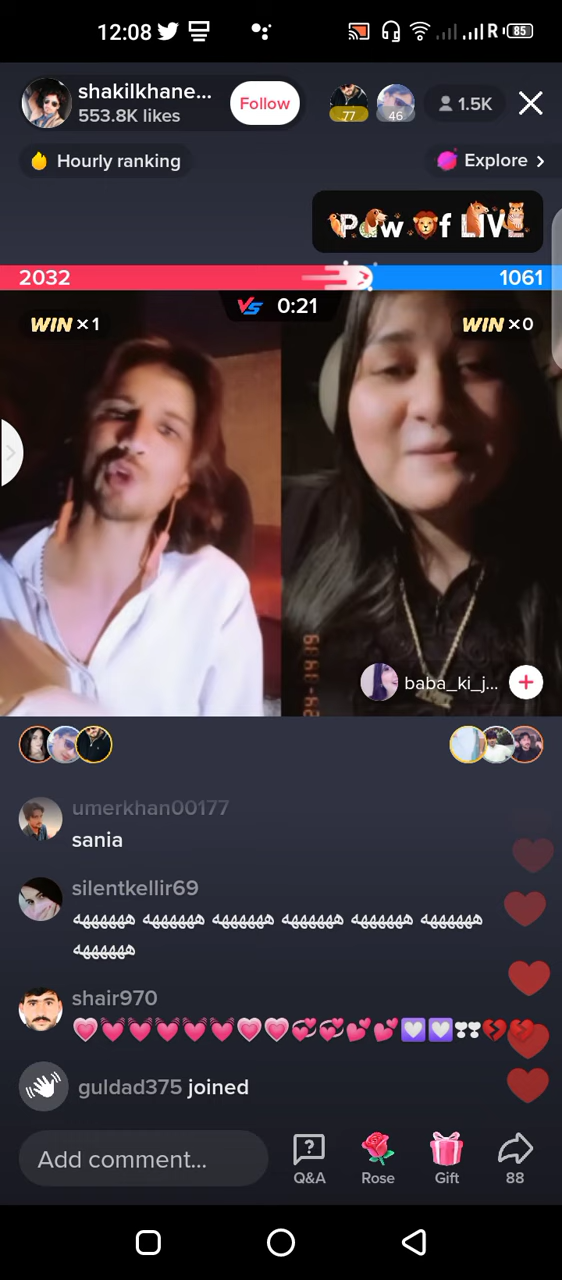 12:08
R
85
shakilkhane...
553.8K likes
Follow
77
46
1.5K
Hourly ranking
Explore
Paw of LIVE
2032
1061
VS 0:21
WIN ×1
WIN ×0
baba_ki_j...
umerkhan00177
sania
silentkellir69
shair970
guldad375 joined
Add comment...
Q&A
Rose
Gift
88